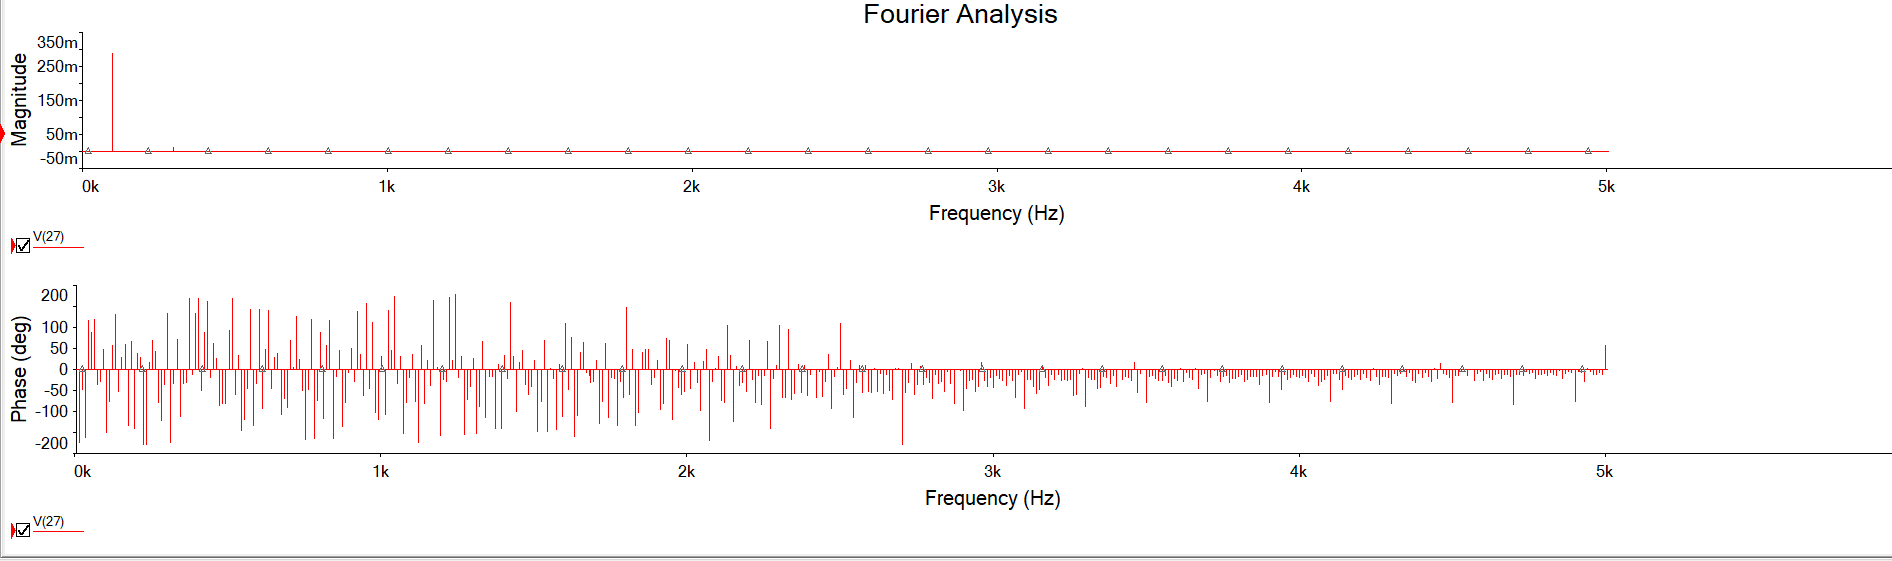 Fourier Analysis
Magnitude
350m
250m
150m
50m
-50m
0k 1k 2k 3k 4k 5k
Frequency (Hz)
V(27)
Phase (deg)
200
100
50
0
-50
-100
-200
0k 1k 2k 3k 4k 5k
Frequency (Hz)
V(27)